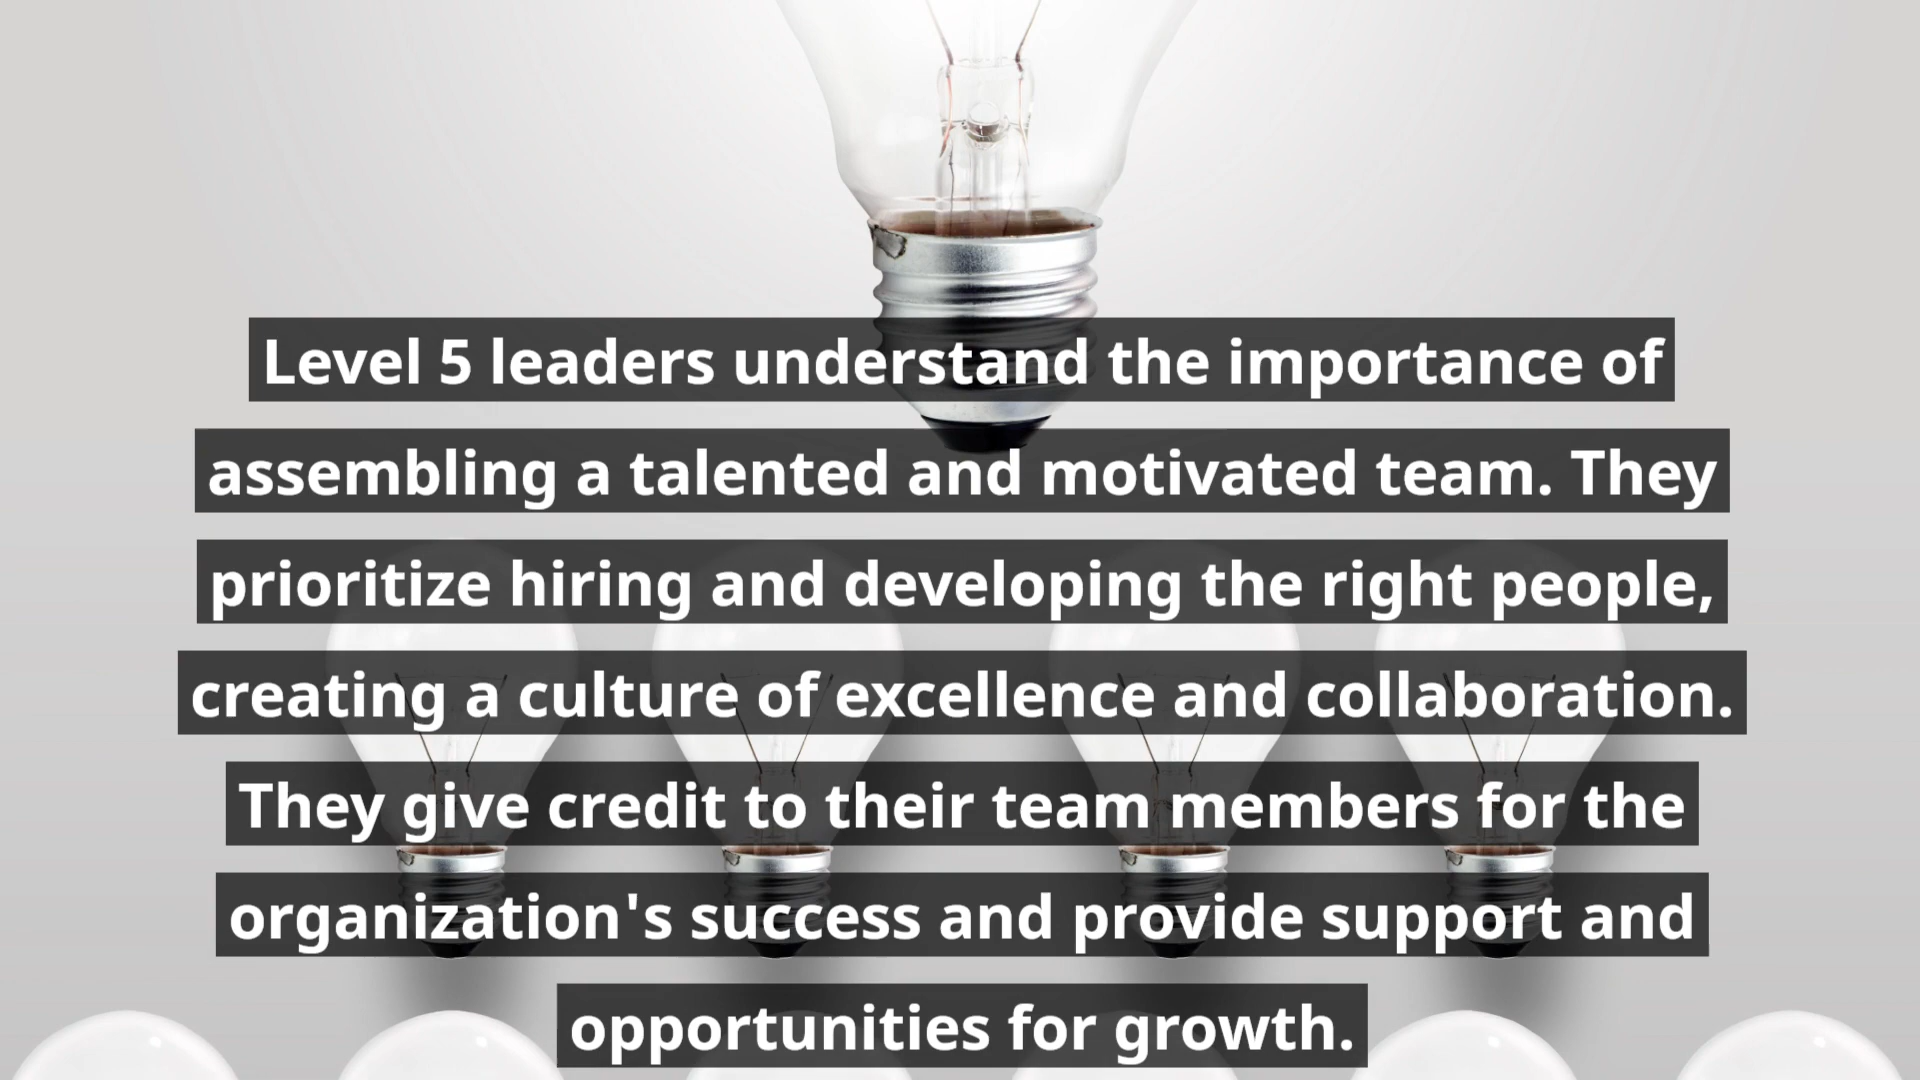 Level 5 leaders understand the importance of
assembling a talented and motivated team. They
prioritize hiring and developing the right people,
creating a culture of excellence and collaboration.
They give credit to their team members for the
organization's success and provide support and
opportunities for growth.